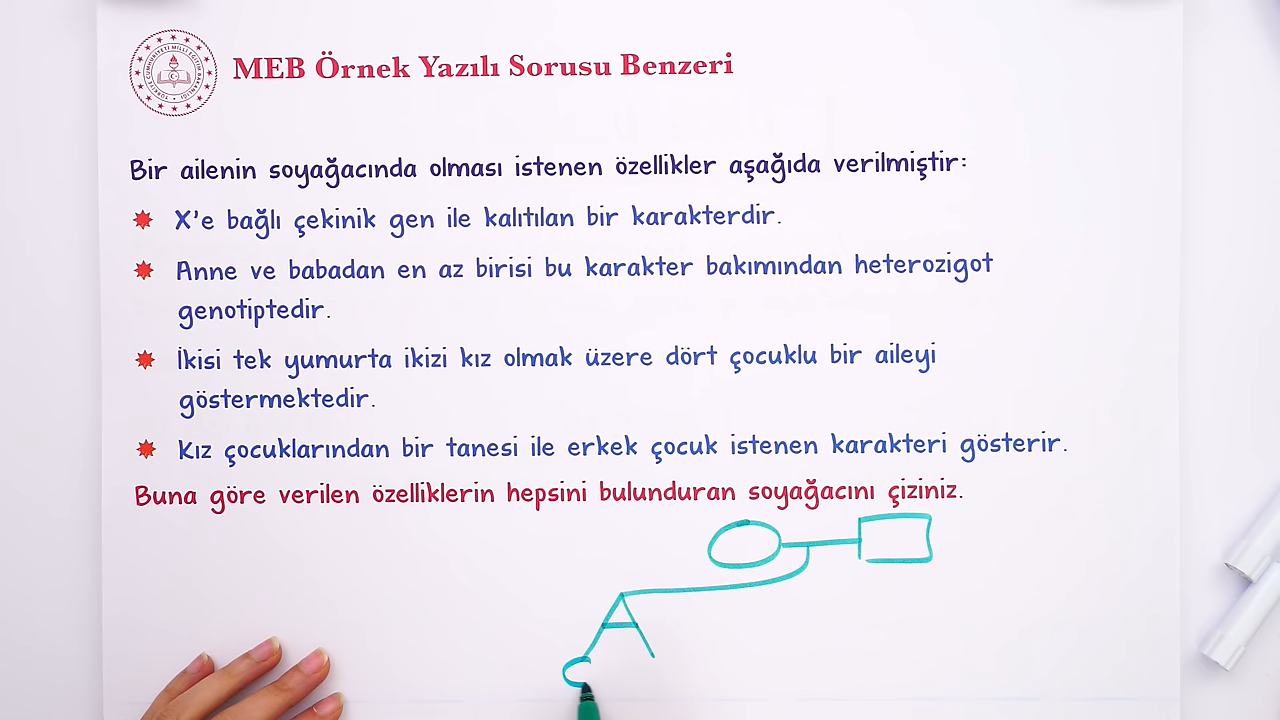 MEB Örnek Yazılı Sorusu Benzeri
Bir ailenin soyağacında olması istenen özellikler aşağıda verilmiştir:
X'e bağlı çekinik gen ile kalıtılan bir karakterdir.
Anne ve babadan en az birisi bu karakter bakımından heterozigot
genotiptedir.
İkisi tek yumurta ikizi kız olmak üzere dört çocuklu bir aileyi
göstermektedir.
Kız çocuklarından bir tanesi ile erkek çocuk istenen karakteri gösterir.
Buna göre verilen özelliklerin hepsini bulunduran soyağacını çiziniz.